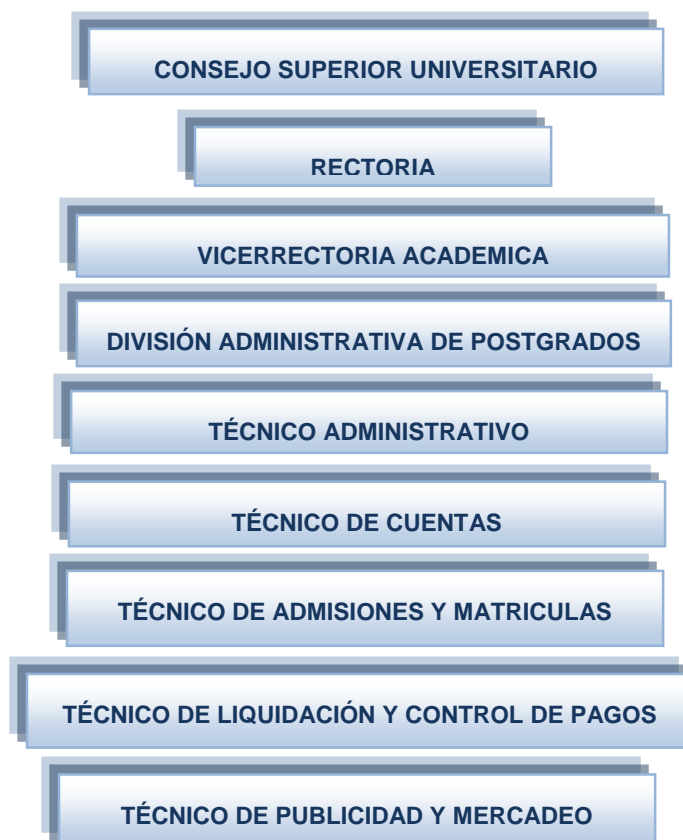 CONSEJO SUPERIOR UNIVERSITARIO
RECTORIA
VICERRECTORIA ACADEMICA
DIVISIÓN ADMINISTRATIVA DE POSTGRADOS
TÉCNICO ADMINISTRATIVO
TÉCNICO DE CUENTAS
TÉCNICO DE ADMISIONES Y MATRICULAS
TÉCNICO DE LIQUIDACIÓN Y CONTROL DE PAGOS
TÉCNICO DE PUBLICIDAD Y MERCADEO